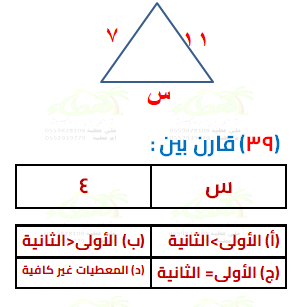 ٧ ١١
س
(٣٩) قارن بين :
س ٤
(أ) الأولى>الثانية (ب) الأولى<الثانية
(ج) الأولى= الثانية (د) المعطيات غير كافية